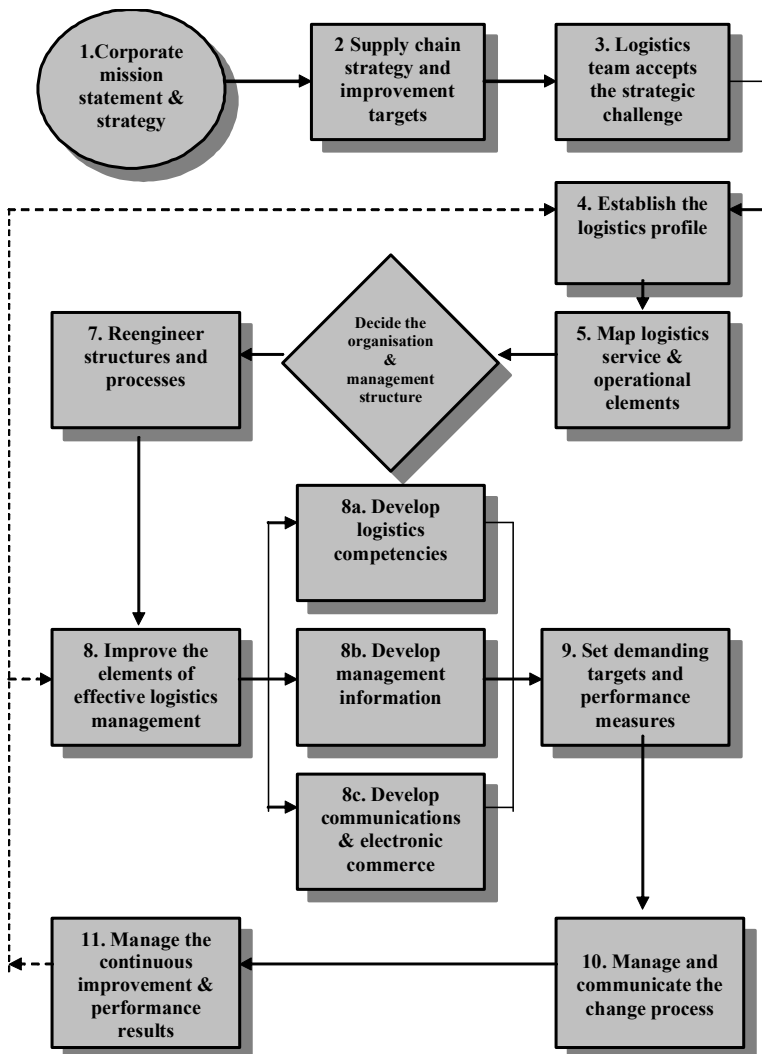 1.Corporate
mission
statement &
strategy
2 Supply chain
strategy and
improvement
targets
3. Logistics
team accepts
the strategic
challenge
4. Establish the
logistics profile
5. Map logistics
service &
operational
elements
Decide the
organisation
&
management
structure
7. Reengineer
structures and
processes
8. Improve the
elements of
effective logistics
management
8a. Develop
logistics
competencies
8b. Develop
management
information
8c. Develop
communications
& electronic
commerce
9. Set demanding
targets and
performance
measures
10. Manage and
communicate the
change process
11. Manage the
continuous
improvement &
performance
results